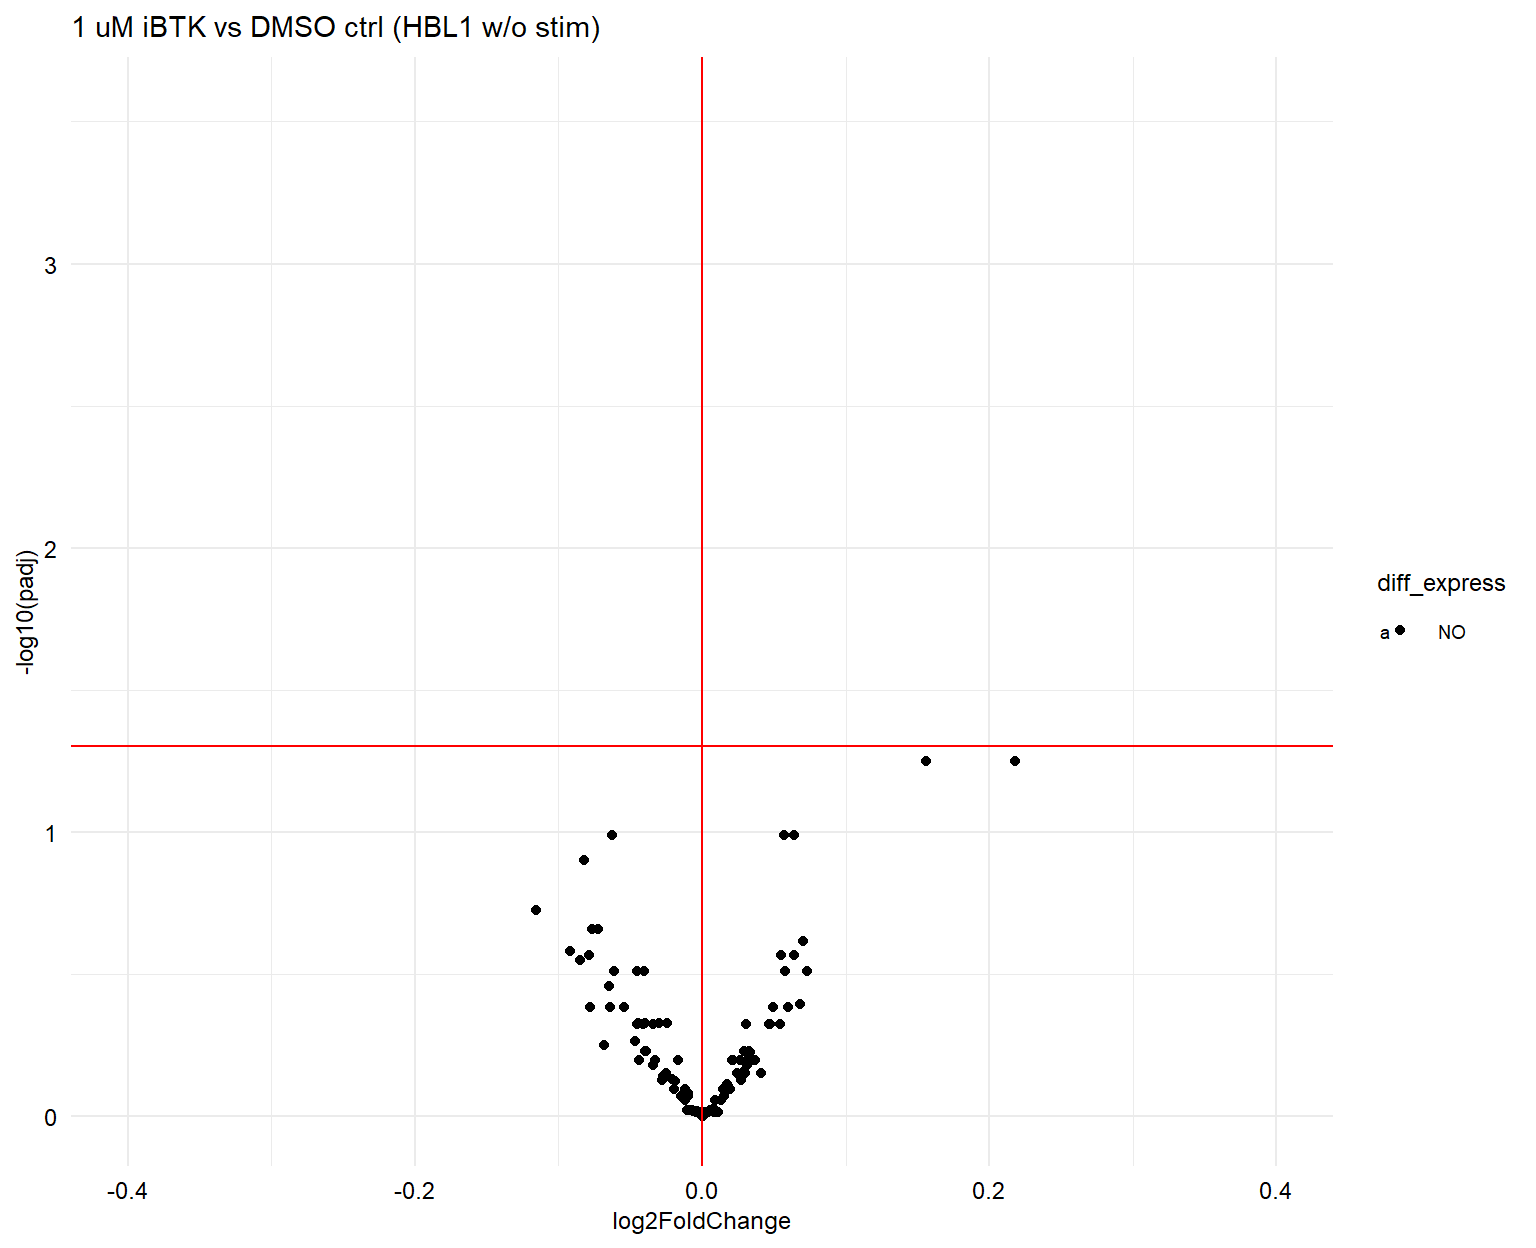 1 uM iBTK vs DMSO ctrl (HBL1 w/o stim)
3
2
1
0
-log10(padj)
-0.4
-0.2
0.0
0.2
0.4
log2FoldChange
diff_express
a NO